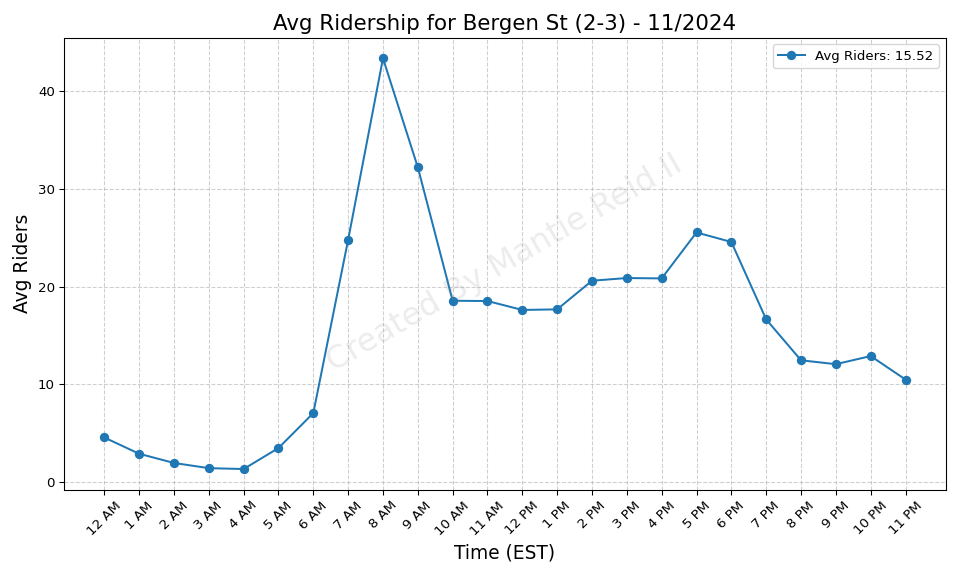 Avg Ridership for Bergen St (2-3) - 11/2024
Avg Riders: 15.52
Avg Riders
40
30
20
10
0
Created By Mantie Reid II
12 AM
1 AM
2 AM
3 AM
4 AM
5 AM
6 AM
7 AM
8 AM
9 AM
10 AM
11 AM
12 PM
1 PM
2 PM
3 PM
4 PM
5 PM
6 PM
7 PM
8 PM
9 PM
10 PM
11 PM
Time (EST)